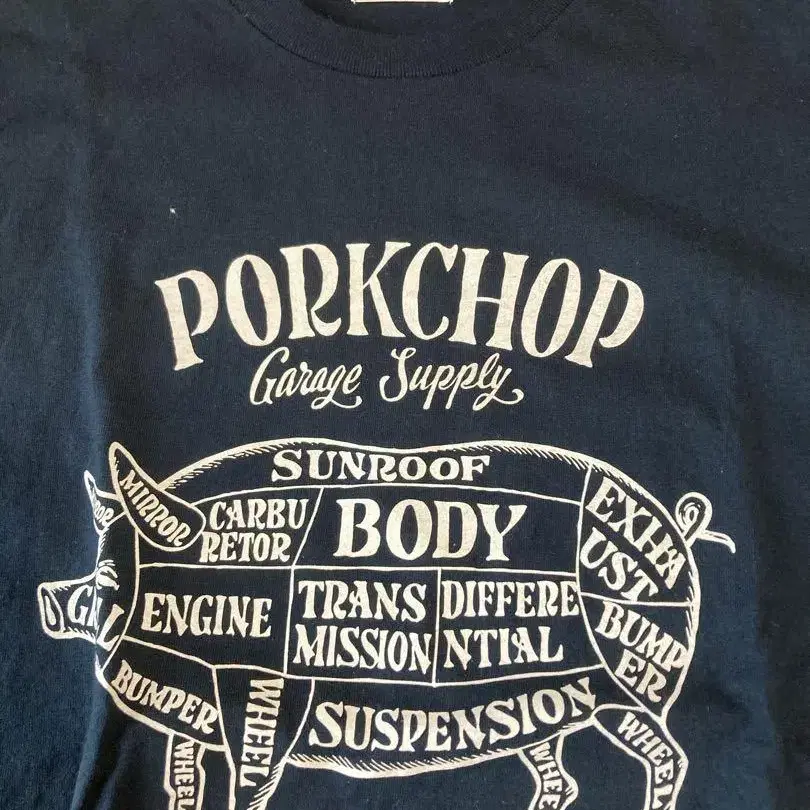 PORKCHOP
Garage Supply
SUNROOF
MIRROR
CARBU
RETOR
BODY
EXHA
UST
ENGINE
TRANS
MISSION
DIFFERE
NTIAL
BUMP
ER
BUMPER
WHEEL
SUSPENSION
WHEEL
WHEEL